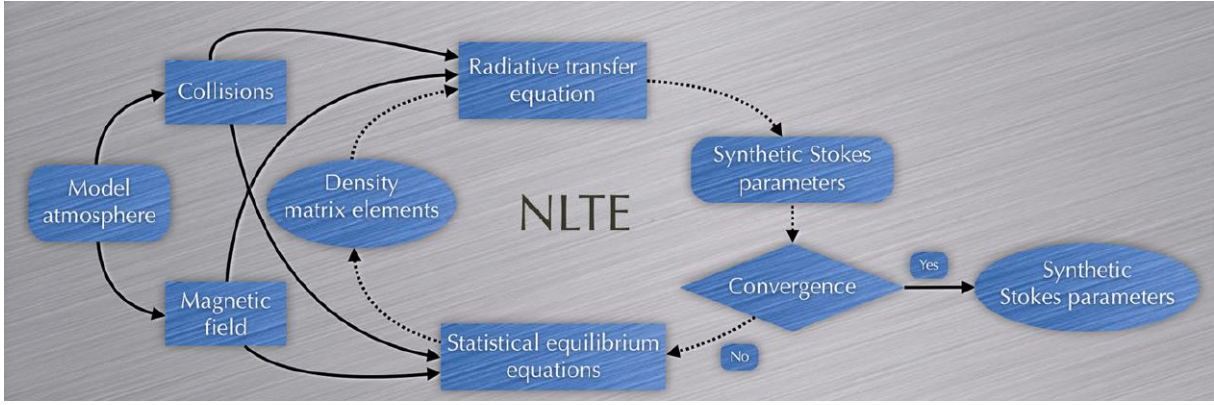 Collisions
Radiative transfer
equation
Model
atmosphere
Density
matrix elements
NLTE
Synthetic Stokes
parameters
Magnetic
field
Statistical equilibrium
equations
Convergence
Yes
No
Synthetic
Stokes parameters